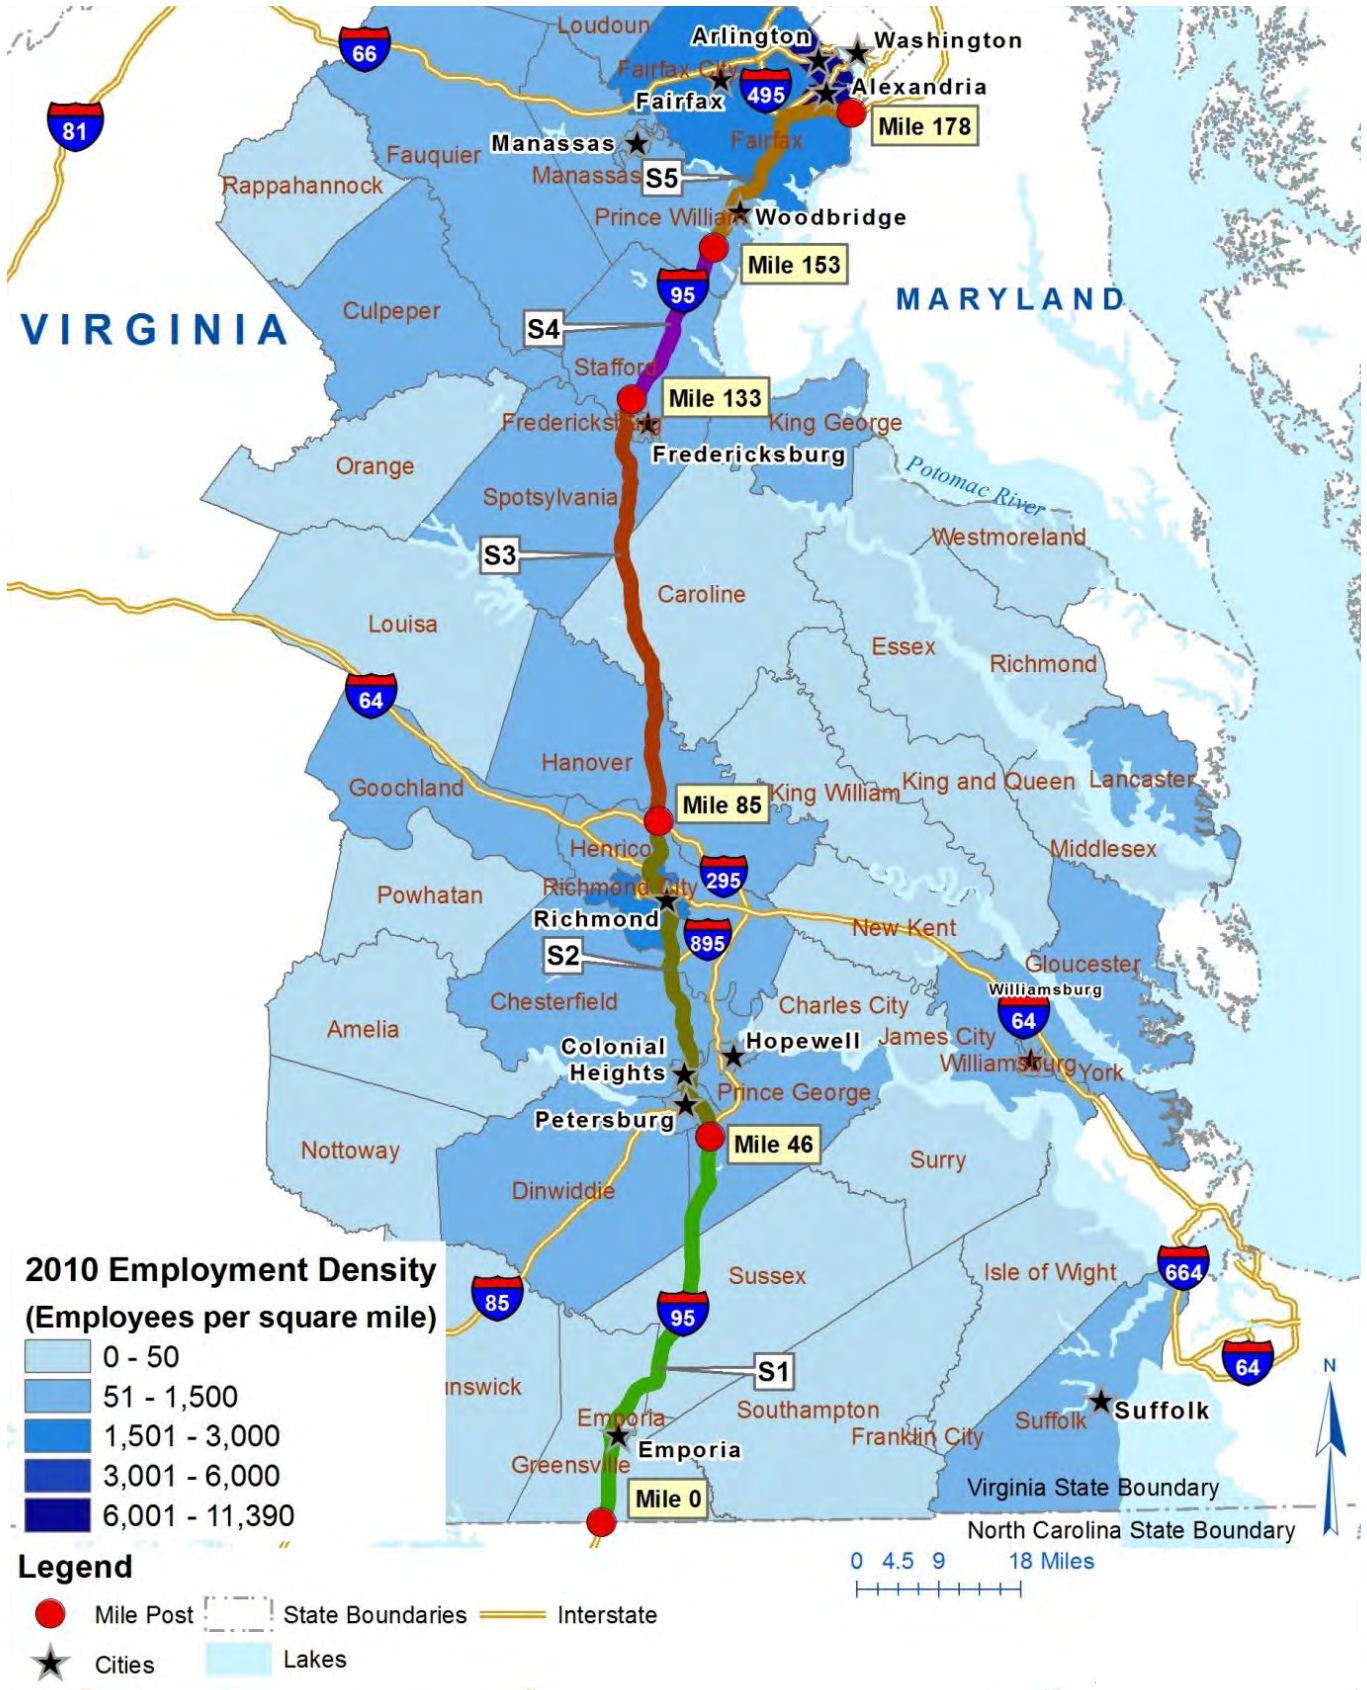 Loudoun
66
Arlington
Washington
Fairfax City
495
Fairfax
Alexandria
81
Mile 178
Manassas
Fauquier
Fairfax
Manassas
S5
Rappahannock
Prince William
Woodbridge
Mile 153
95
MARYLAND
Culpeper
VIRGINIA
S4
Stafford
Mile 133
Fredericksburg
King George
Fredericksburg
Orange
Potomac River
Spotsylvania
Westmoreland
S3
Caroline
Louisa
Essex
Richmond
64
Hanover
Goochland
King William
King and Queen
Lancaster
Mile 85
Henrico
Middlesex
295
Richmond City
Powhatan
Richmond
New Kent
895
S2
Gloucester
Williamsburg
Chesterfield
Charles City
64
Amelia
James City
Hopewell
Colonial
Heights
Williamsburg
York
Prince George
Petersburg
Mile 46
Nottoway
Surry
Dinwiddie
2010 Employment Density
(Employees per square mile)
0 - 50
51 - 1,500
1,501 - 3,000
3,001 - 6,000
6,001 - 11,390
85
Sussex
Isle of Wight
664
95
64
S1
N
unswick
Emporia
Southampton
Suffolk
Suffolk
Franklin City
Emporia
Greensville
Mile 0
Virginia State Boundary
North Carolina State Boundary
0 4.5 9 18 Miles
Legend
Mile Post
State Boundaries
Interstate
Cities
Lakes